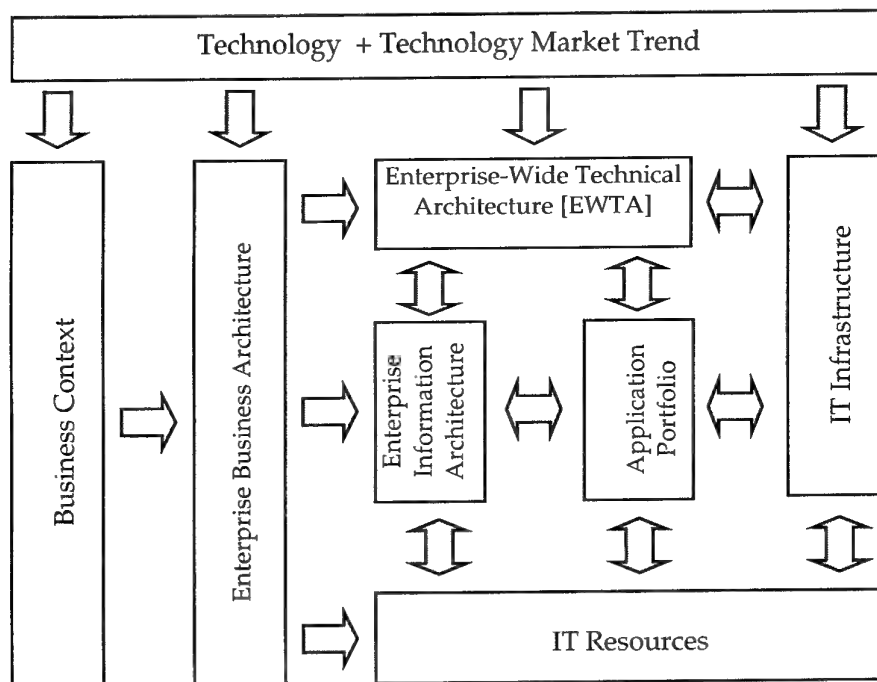 Technology + Technology Market Trend
Business Context
Enterprise Business Architecture
Enterprise-Wide Technical
Architecture [EWTA]
Enterprise
Information
Architecture
Application
Portfolio
IT Infrastructure
IT Resources